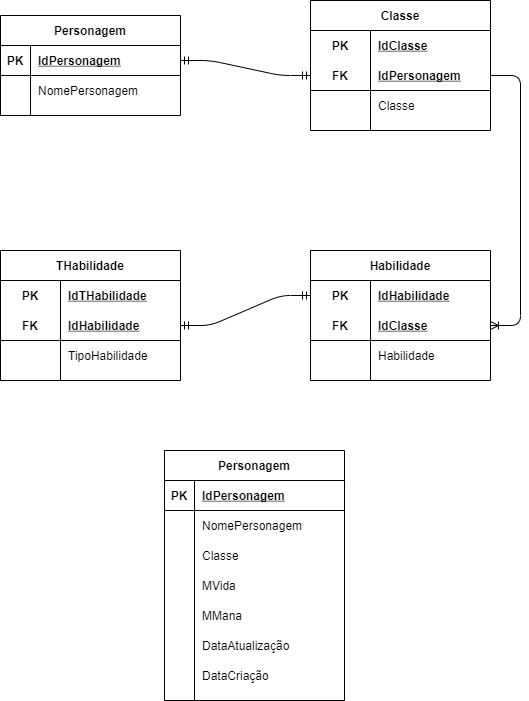 Personagem
PK IdPersonagem
NomePersonagem
Classe
PK IdClasse
FK IdPersonagem
Classe
THabilidade
PK IdTHabilidade
FK IdHabilidade
TipoHabilidade
Habilidade
PK IdHabilidade
FK IdClasse
Habilidade
Personagem
PK IdPersonagem
NomePersonagem
Classe
MVida
MMana
DataAtualização
DataCriação